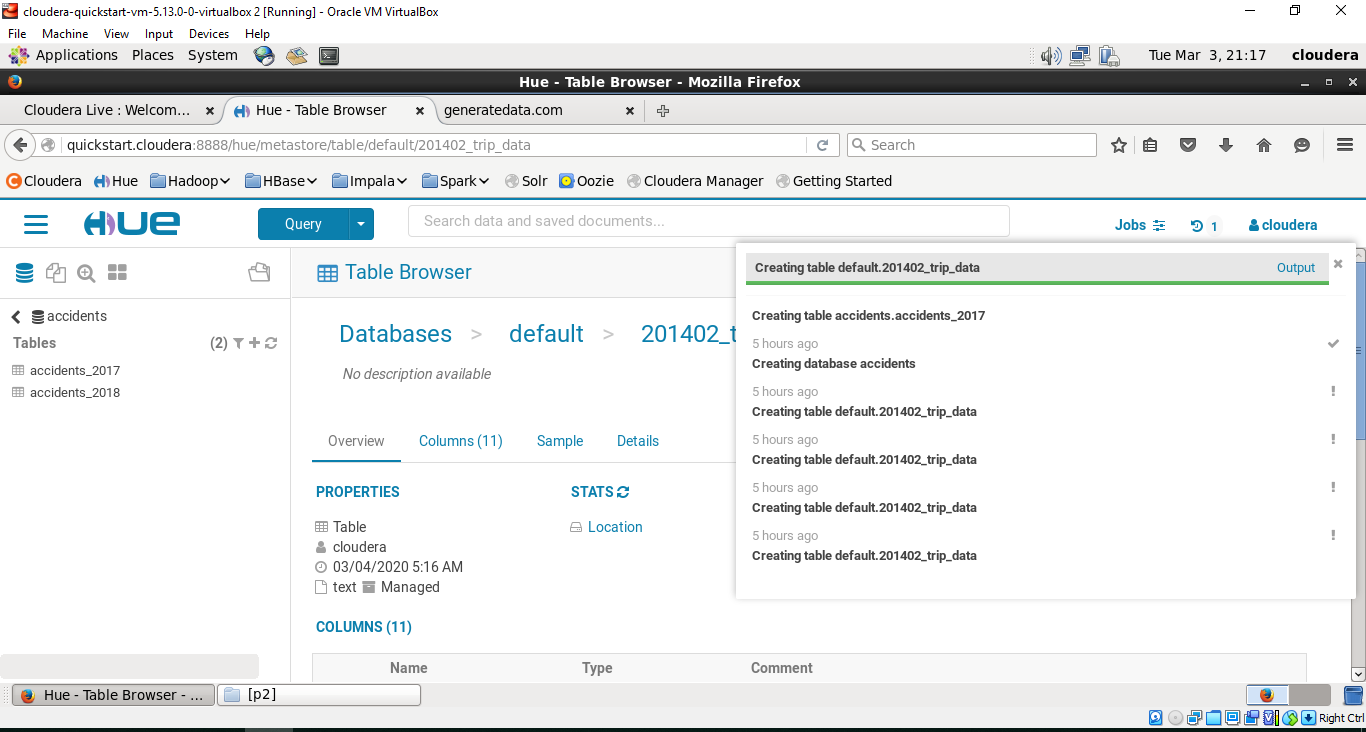 cloudera-quickstart-vm-5.13.0-0-virtualbox 2 [Running] - Oracle VM VirtualBox
File Machine View Input Devices Help
Applications Places System Tue Mar 3, 21:17 cloudera
Hue - Table Browser - Mozilla Firefox
Cloudera Live : Welcom... Hue - Table Browser generatedata.com
quickstart.cloudera:8888/hue/metastore/table/default/201402_trip_data Search
Cloudera Hue Hadoop HBase Impala Spark Solr Oozie Cloudera Manager Getting Started
HUE Query Search data and saved documents... Jobs 1 cloudera
Table Browser
Creating table default.201402_trip_data Output
accidents
Tables (2)
accidents_2017
accidents_2018
Databases > default > 201402_t
No description available
Overview Columns (11) Sample Details
PROPERTIES
Table
cloudera
03/04/2020 5:16 AM
text Managed
STATS
Location
COLUMNS (11)
Name Type Comment
Creating table accidents.accidents_2017
5 hours ago
Creating database accidents
5 hours ago
Creating table default.201402_trip_data
5 hours ago
Creating table default.201402_trip_data
5 hours ago
Creating table default.201402_trip_data
5 hours ago
Creating table default.201402_trip_data
Hue - Table Browser - ... [p2]
Right Ctrl